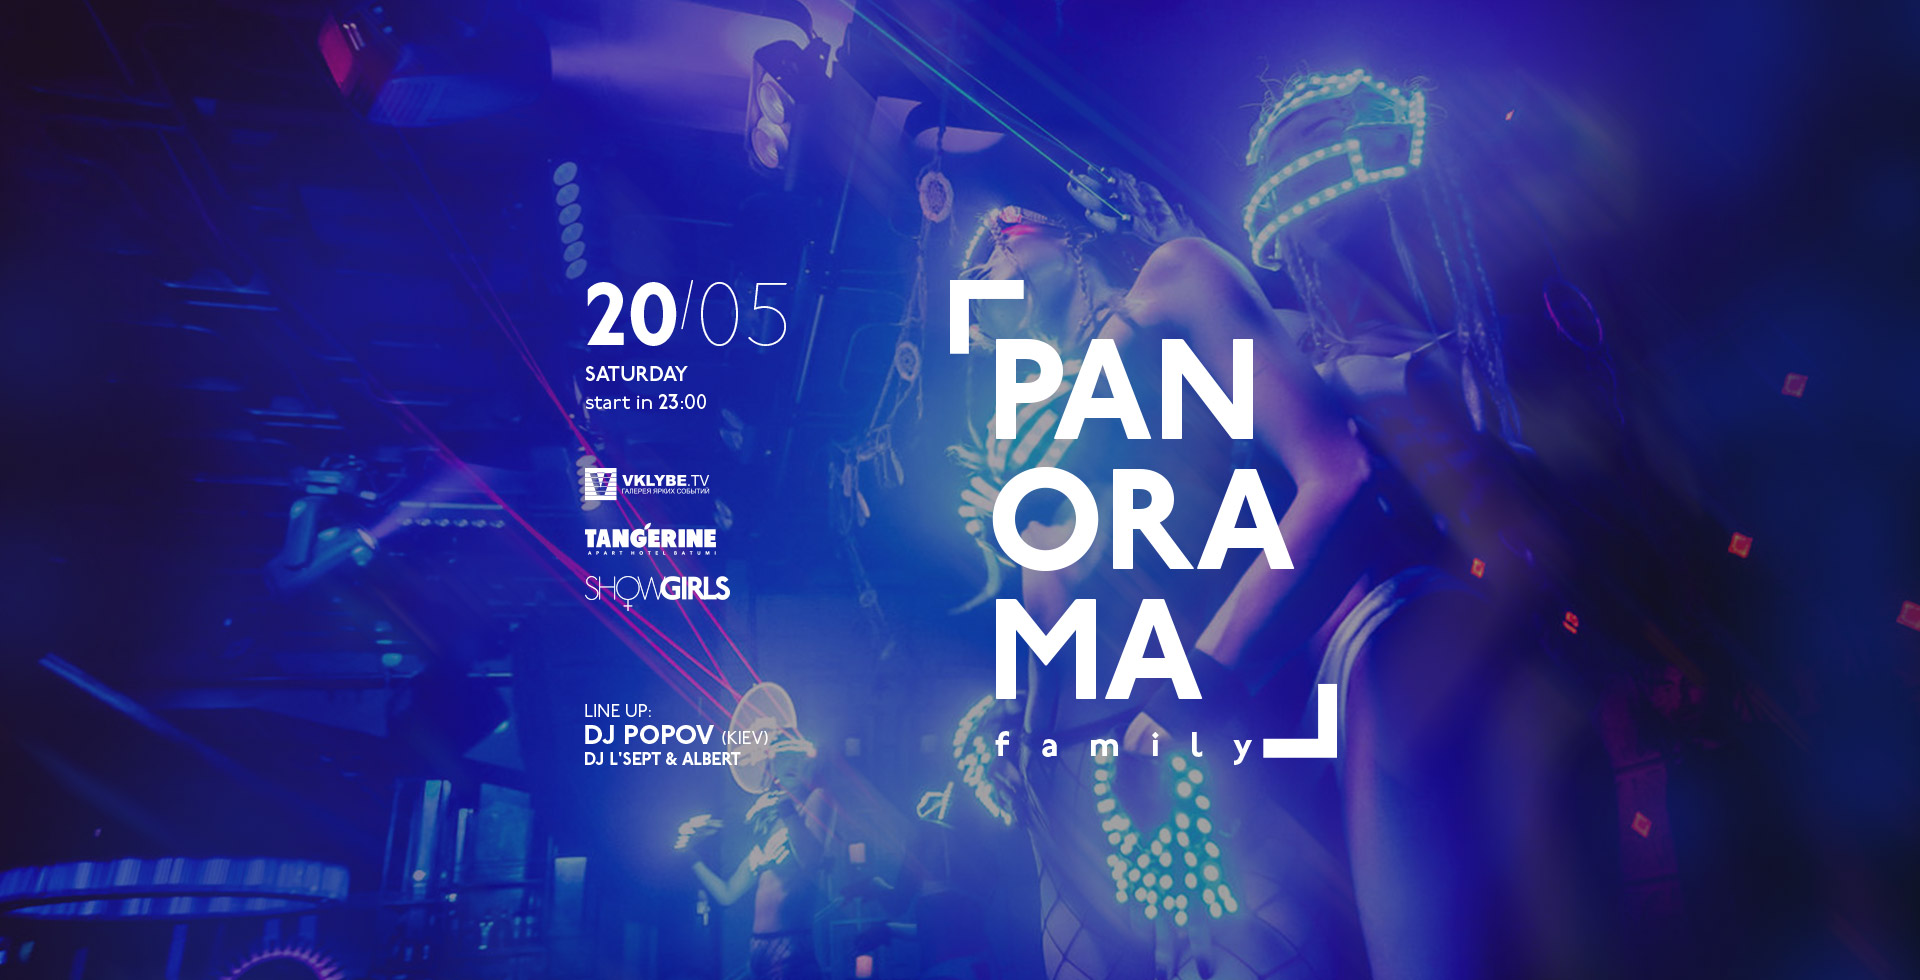 20/05
SATURDAY
start in 23:00
VKLYBE.TV
ГАЛЕРЕЯ ЯРКИХ СОБЫТИЙ
TANGERINE
APART HOTEL BATUMI
SHOWGIRLS
LINE UP:
DJ POPOV (KIEV)
DJ L'SEPT & ALBERT
PAN
ORA
MA
family